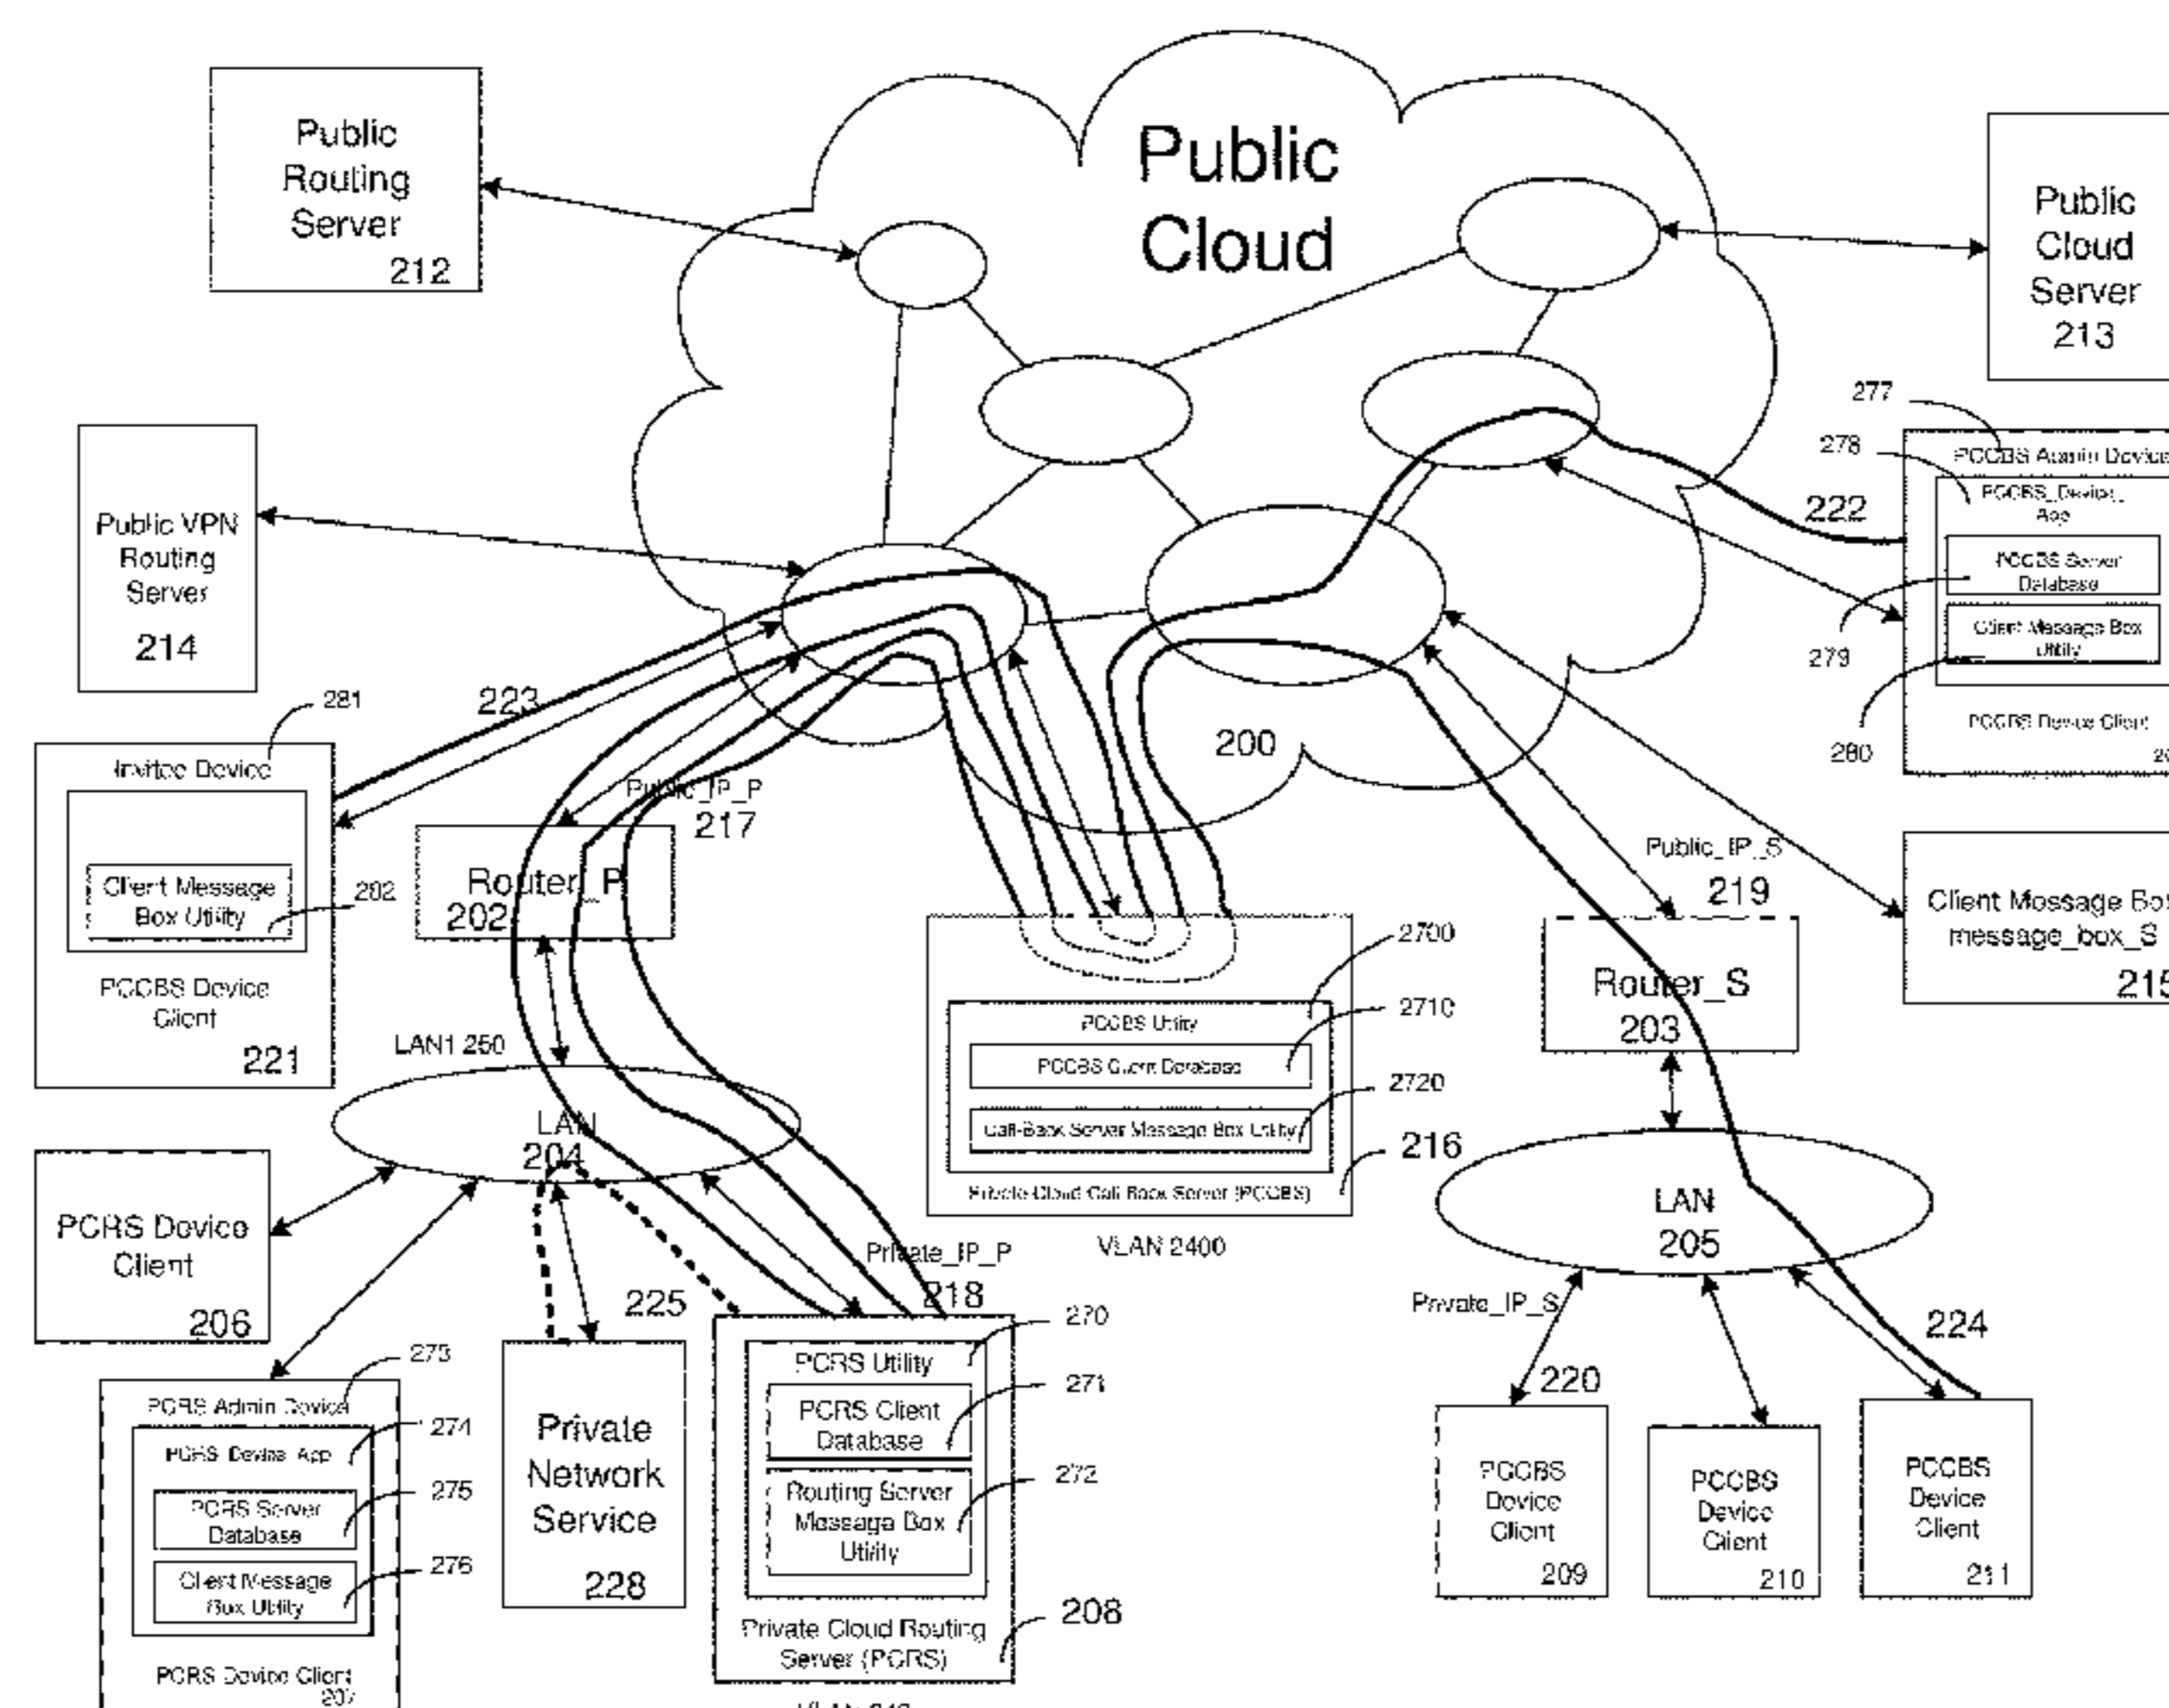 Public
Cloud
Public
Routing
Server
212
Public
Cloud
Server
213
277
278
PCCBS Admin Device
PCCBS_Device_
App
PCCBS Server
Database
Client Message Box
Utility
PCCBS Device Client
222
279
280
Public VPN
Routing
Server
214
223
281
Invitee Device
Client Message
Box Utility
202
PCCBS Device
Client
221
200
Public_IP_P
217
Router_P
202
LAN1 250
LAN
204
Public_IP_S
219
Router_S
203
Client Message Box
message_box_S
215
2700
PCCBS Utility
2710
PCCBS Client Database
2720
Call-Back Server Message Box Utility
216
Private Cloud Call-Back Server (PCCBS)
VLAN 2400
LAN
205
PCRS Device
Client
206
Private_IP_P
218
225
Private_IP_S
220
224
273
PCRS Admin Device
274
PCRS Device App
275
PCRS Server
Database
276
Client Message
Box Utility
PCRS Device Client
207
Private
Network
Service
228
270
PCRS Utility
271
PCRS Client
Database
272
Routing Server
Message Box
Utility
208
Private Cloud Routing
Server (PCRS)
PCCBS
Device
Client
209
PCCBS
Device
Client
210
PCCBS
Device
Client
211